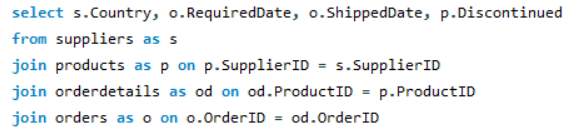 select s.Country, o.RequiredDate, o.ShippedDate, p.Discontinued
from suppliers as s
join products as p on p.SupplierID = s.SupplierID
join orderdetails as od on od.ProductID = p.ProductID
join orders as o on o.OrderID = od.OrderID